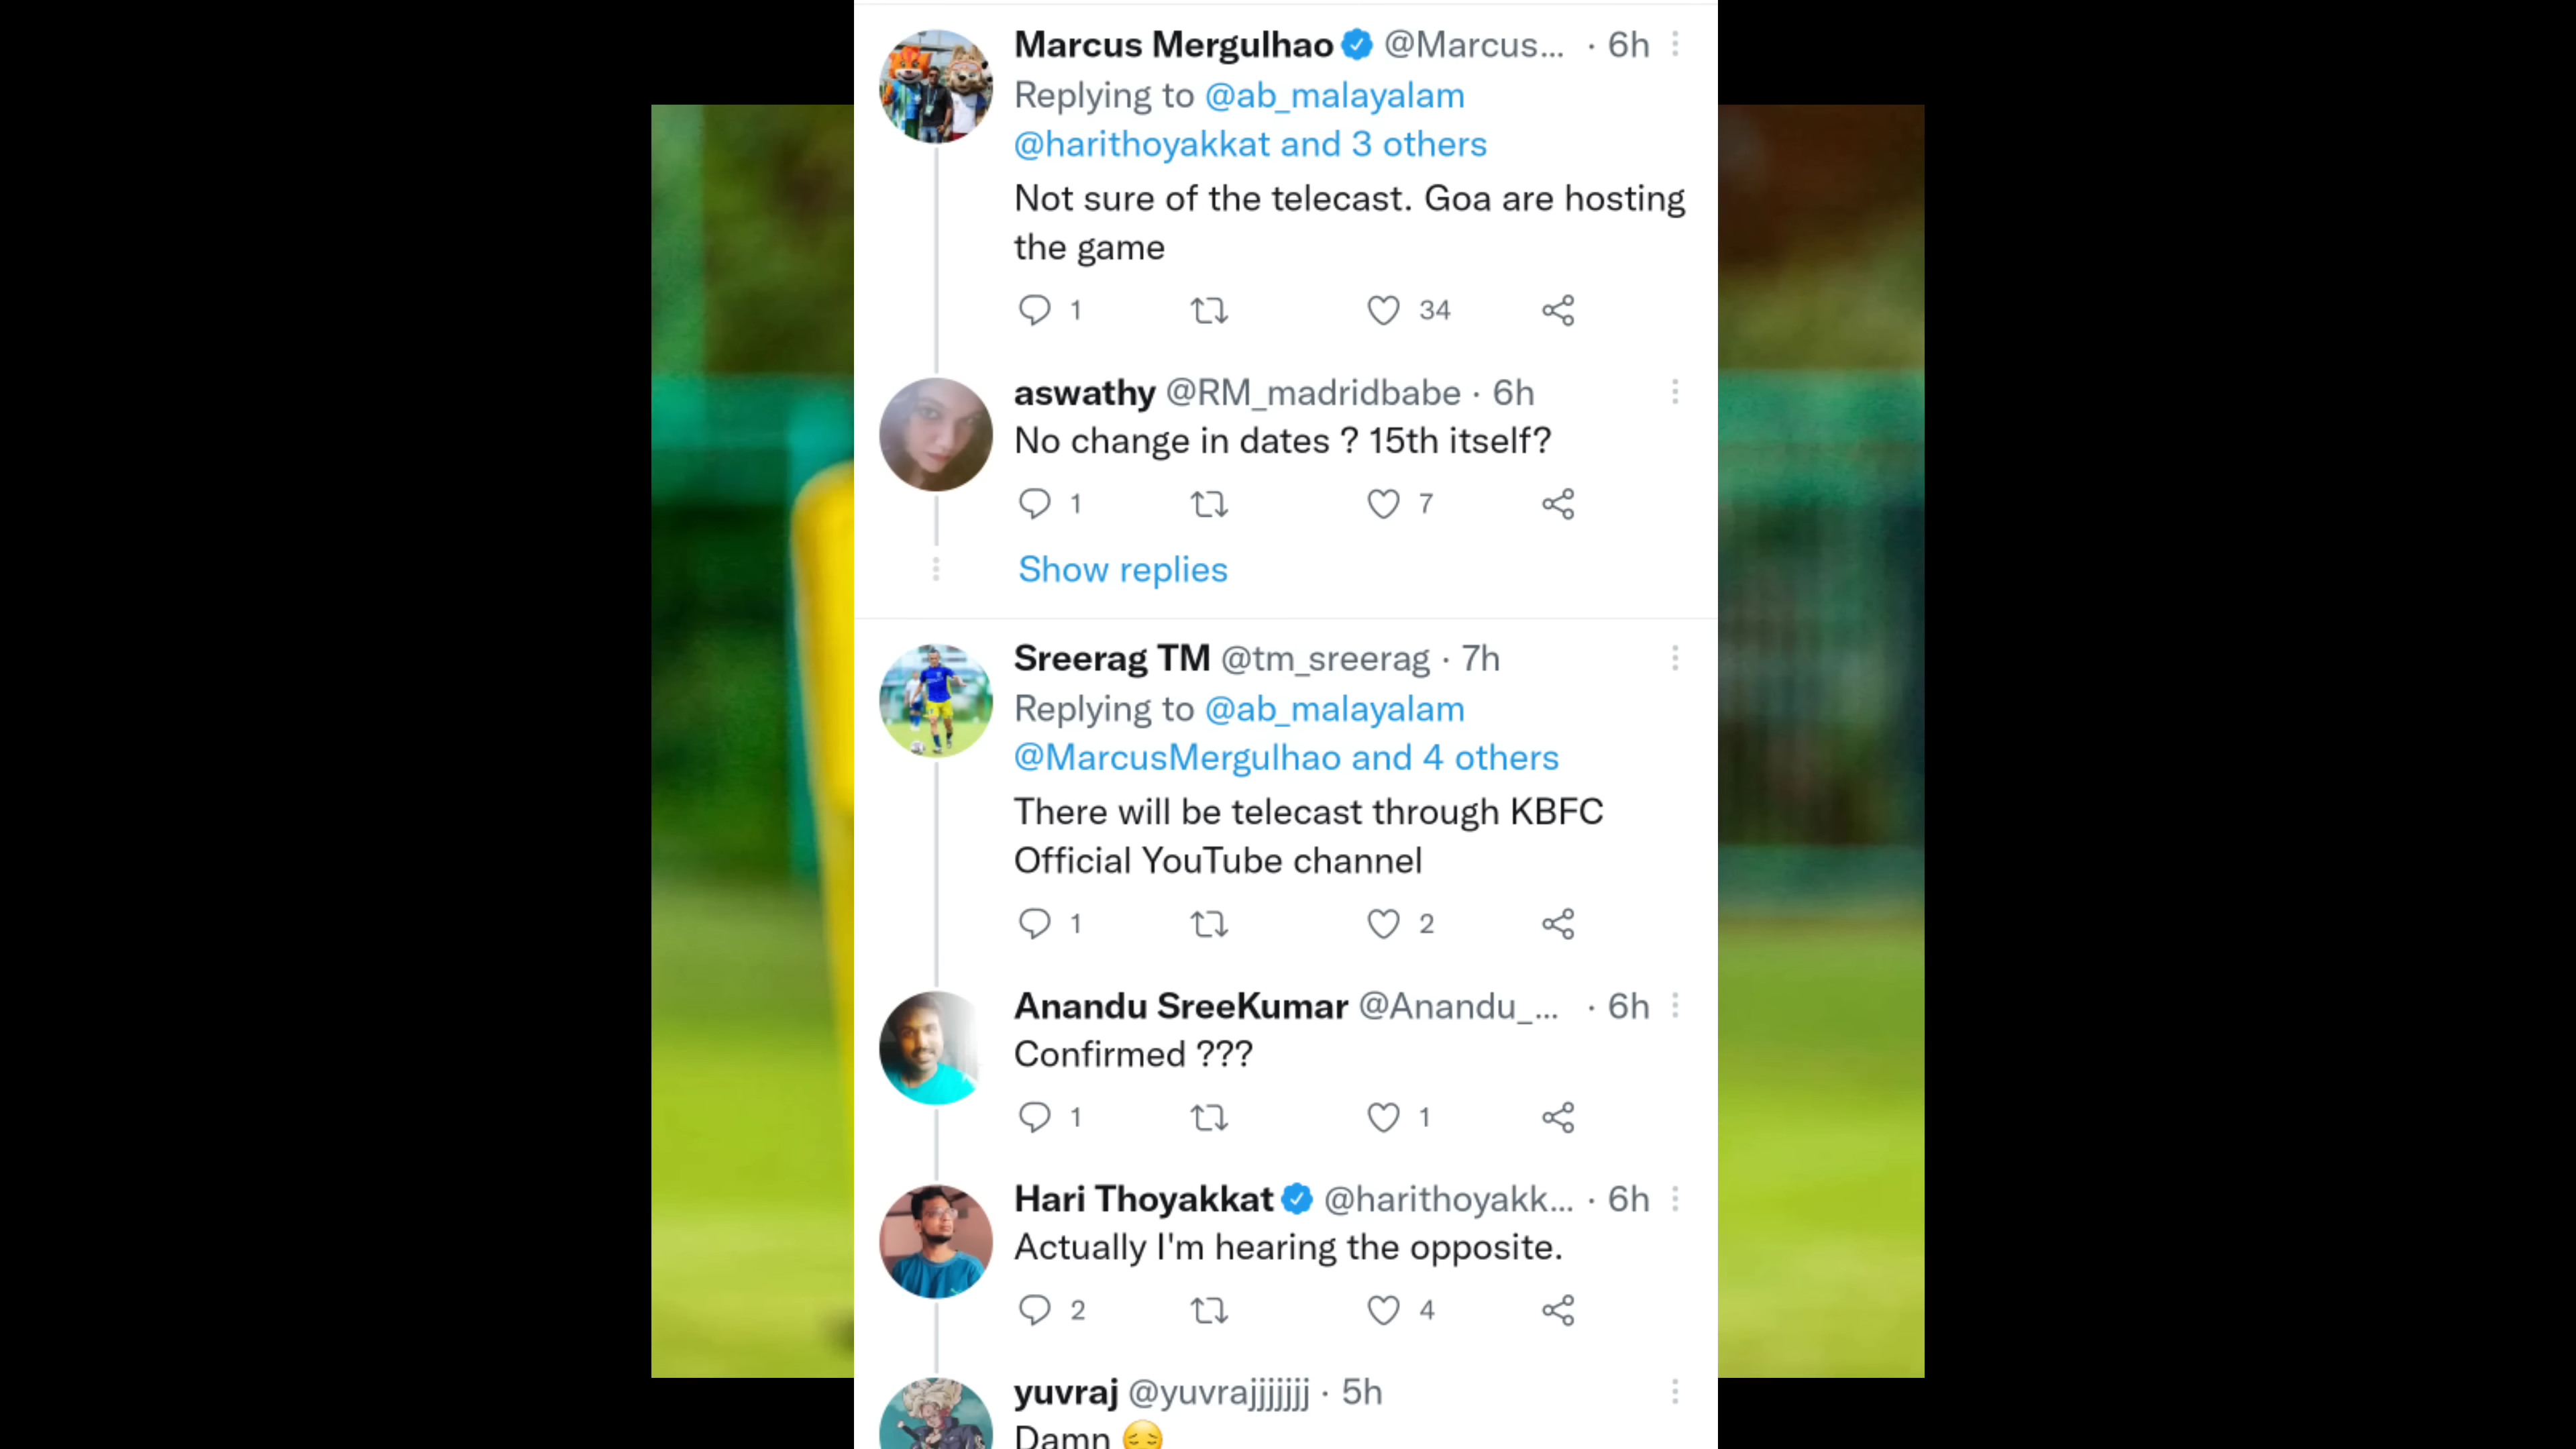 Marcus Mergulhao @Marcus... · 6h
Replying to @ab_malayalam
@harithoyakkat and 3 others
Not sure of the telecast. Goa are hosting
the game
1 34
aswathy @RM_madridbabe · 6h
No change in dates ? 15th itself?
1 7
Show replies
Sreerag TM @tm_sreerag · 7h
Replying to @ab_malayalam
@MarcusMergulhao and 4 others
There will be telecast through KBFC
Official YouTube channel
1 2
Anandu SreeKumar @Anandu_... · 6h
Confirmed ???
1 1
Hari Thoyakkat @harithoyakk... · 6h
Actually I'm hearing the opposite.
2 4
yuvraj @yuvrajjjjjjj · 5h
Damn 😔